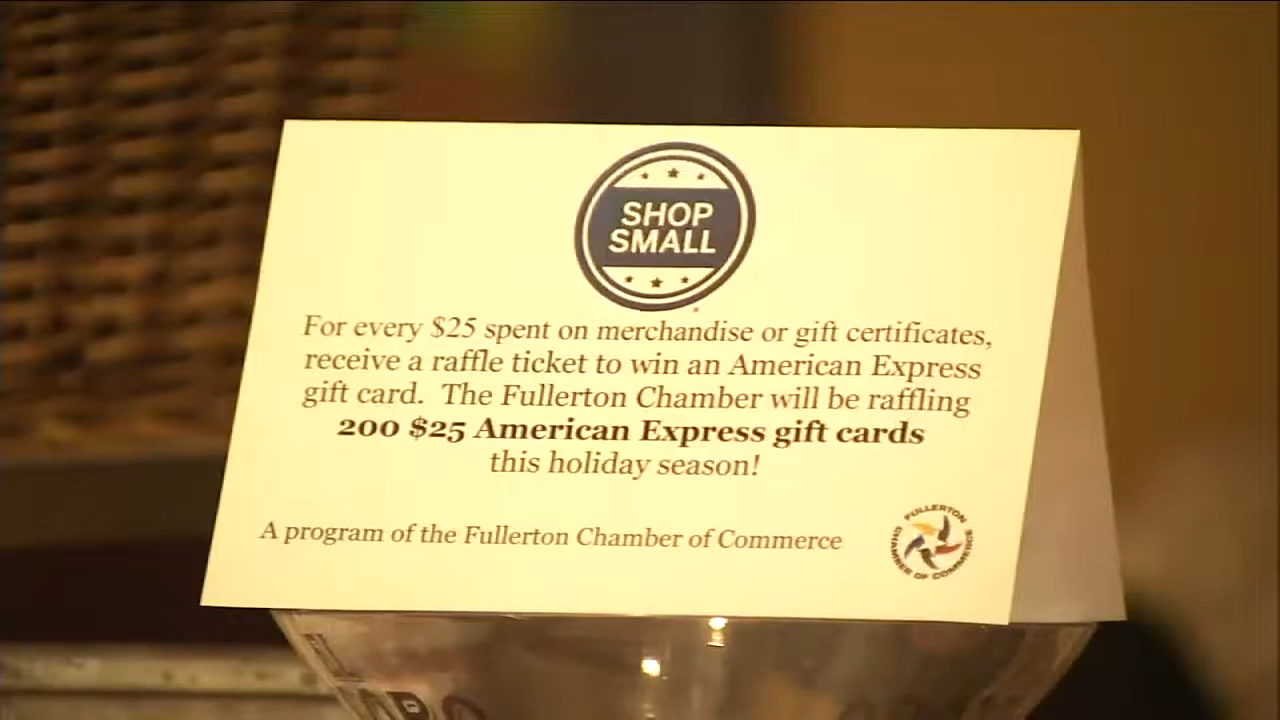 SHOP
SMALL
For every $25 spent on merchandise or gift certificates,
receive a raffle ticket to win an American Express
gift card. The Fullerton Chamber will be raffling
200 $25 American Express gift cards
this holiday season!
A program of the Fullerton Chamber of Commerce
FULLERTON
CHAMBER OF COMMERCE